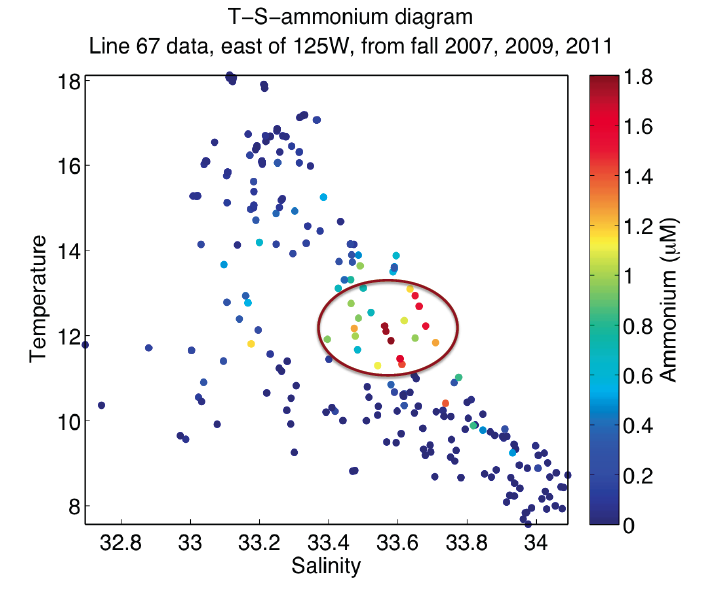 T−S−ammonium diagram
Line 67 data, east of 125W, from fall 2007, 2009, 2011
18
16
14
12
10
8
Temperature
32.8 33 33.2 33.4 33.6 33.8 34
Salinity
1.8
1.6
1.4
1.2
1
0.8
0.6
0.4
0.2
0
Ammonium (μM)